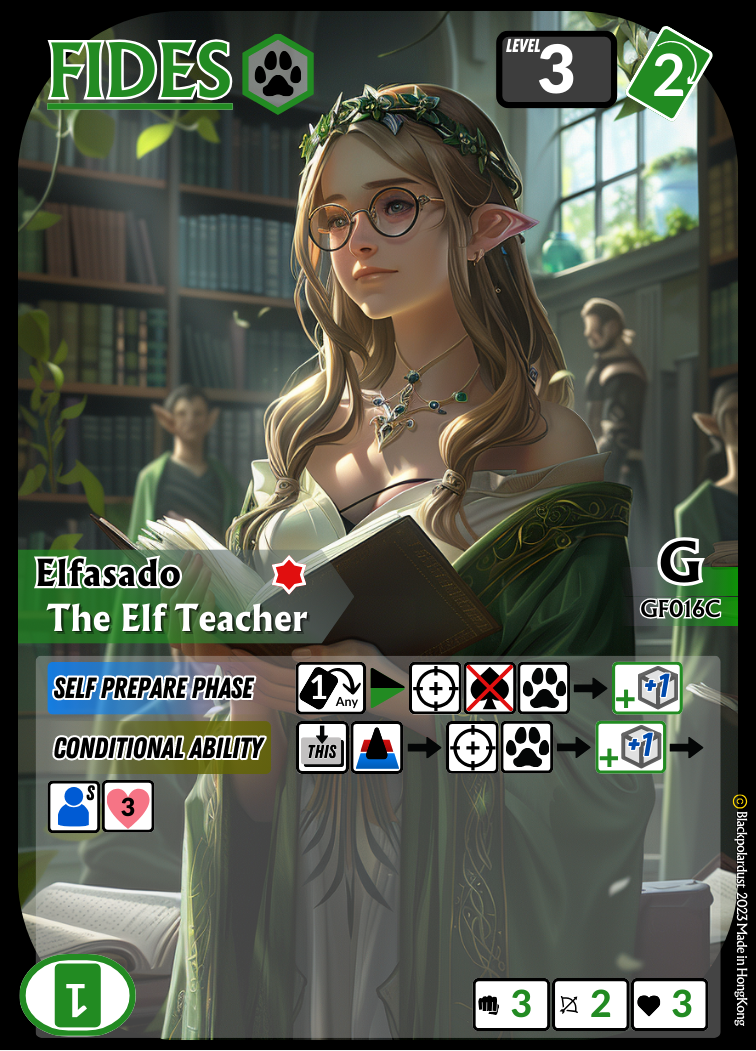 FIDES
LEVEL 3
2
Elfasado
The Elf Teacher
G
GF016C
SELF PREPARE PHASE
1 Any
+ +1
CONDITIONAL ABILITY
THIS
+ +1
S
3
© Blackpolardust 2023 Made in HongKong
1
3 2 3